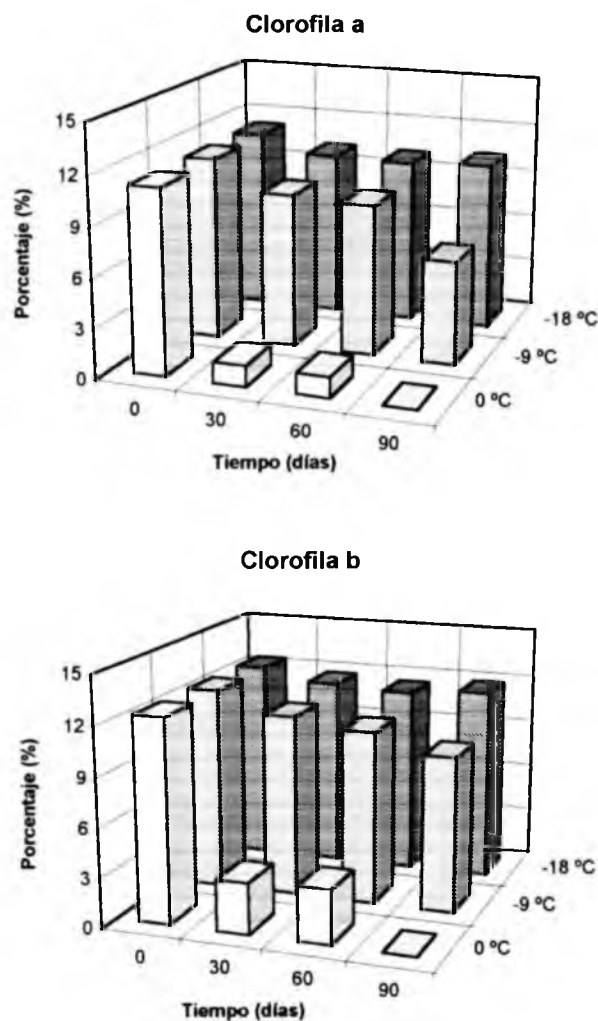 Clorofila a
15
12
9
6
3
0
Porcentaje (%)
0
30
60
90
Tiempo (días)
0 ºC
-9 ºC
-18 ºC
Clorofila b
15
12
9
6
3
0
Porcentaje (%)
0
30
60
90
Tiempo (días)
0 ºC
-9 ºC
-18 ºC